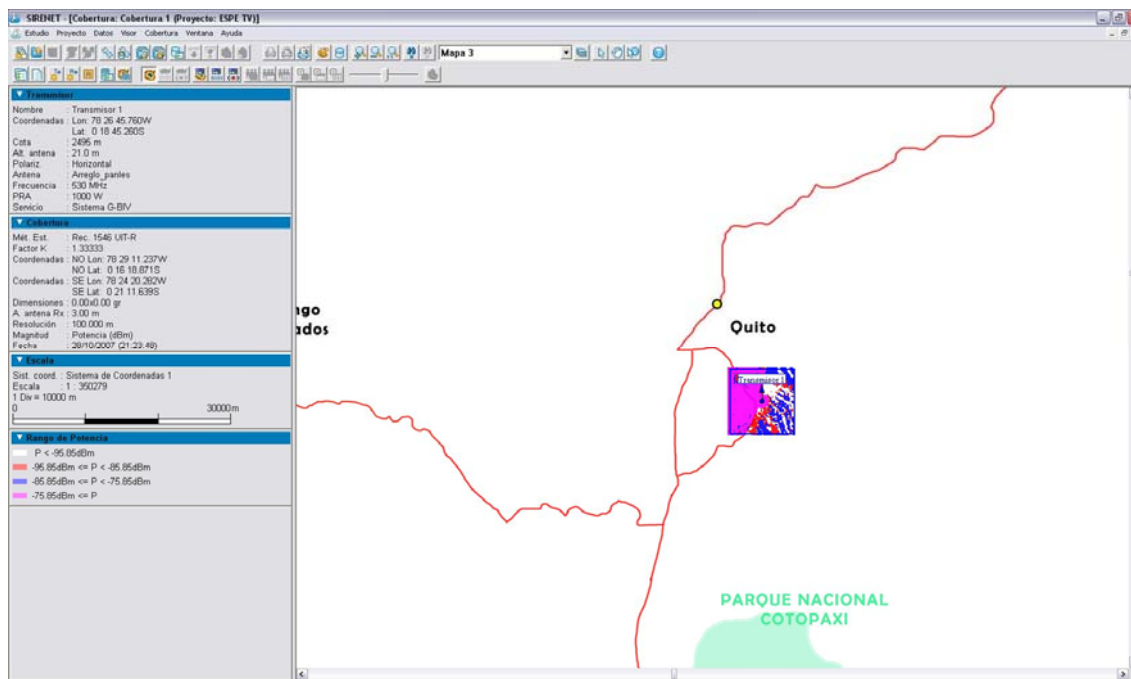 SIRENET - [Cobertura: Cobertura 1 (Proyecto: ESPE TV)]
Estudio Proyecto Datos Visor Cobertura Ventana Ayuda
Mapa 3
Transmisor
Nombre : Transmisor 1
Coordenadas : Lon: 78 26 45.760W
Lat: 0 18 45.260S
Cota : 2495 m
Alt. antena : 21.0 m
Polariz. : Horizontal
Antena : Arreglo_panles
Frecuencia : 530 MHz
PRA : 1000 W
Servicio : Sistema G-BIV
Cobertura
Mét. Est. : Rec. 1546 UIT-R
Factor K : 1.33333
Coordenadas : NO Lon: 78 29 11.237W
NO Lat: 0 16 18.871S
Coordenadas : SE Lon: 78 24 20.282W
SE Lat: 0 21 11.639S
Dimensiones : 0.00x0.00 gr
A. antena Rx : 3.00 m
Resolución : 100.000 m
Magnitud : Potencia (dBm)
Fecha : 28/10/2007 (21:23:48)
Escala
Sist. coord. : Sistema de Coordenadas 1
Escala : 1 : 350279
1 Div = 10000 m
0 30000m
Rango de Potencia
P < -95.85dBm
-95.85dBm <= P < -85.85dBm
-85.85dBm <= P < -75.85dBm
-75.85dBm <= P
ngo
ados
Quito
Transmisor 1
PARQUE NACIONAL
COTOPAXI